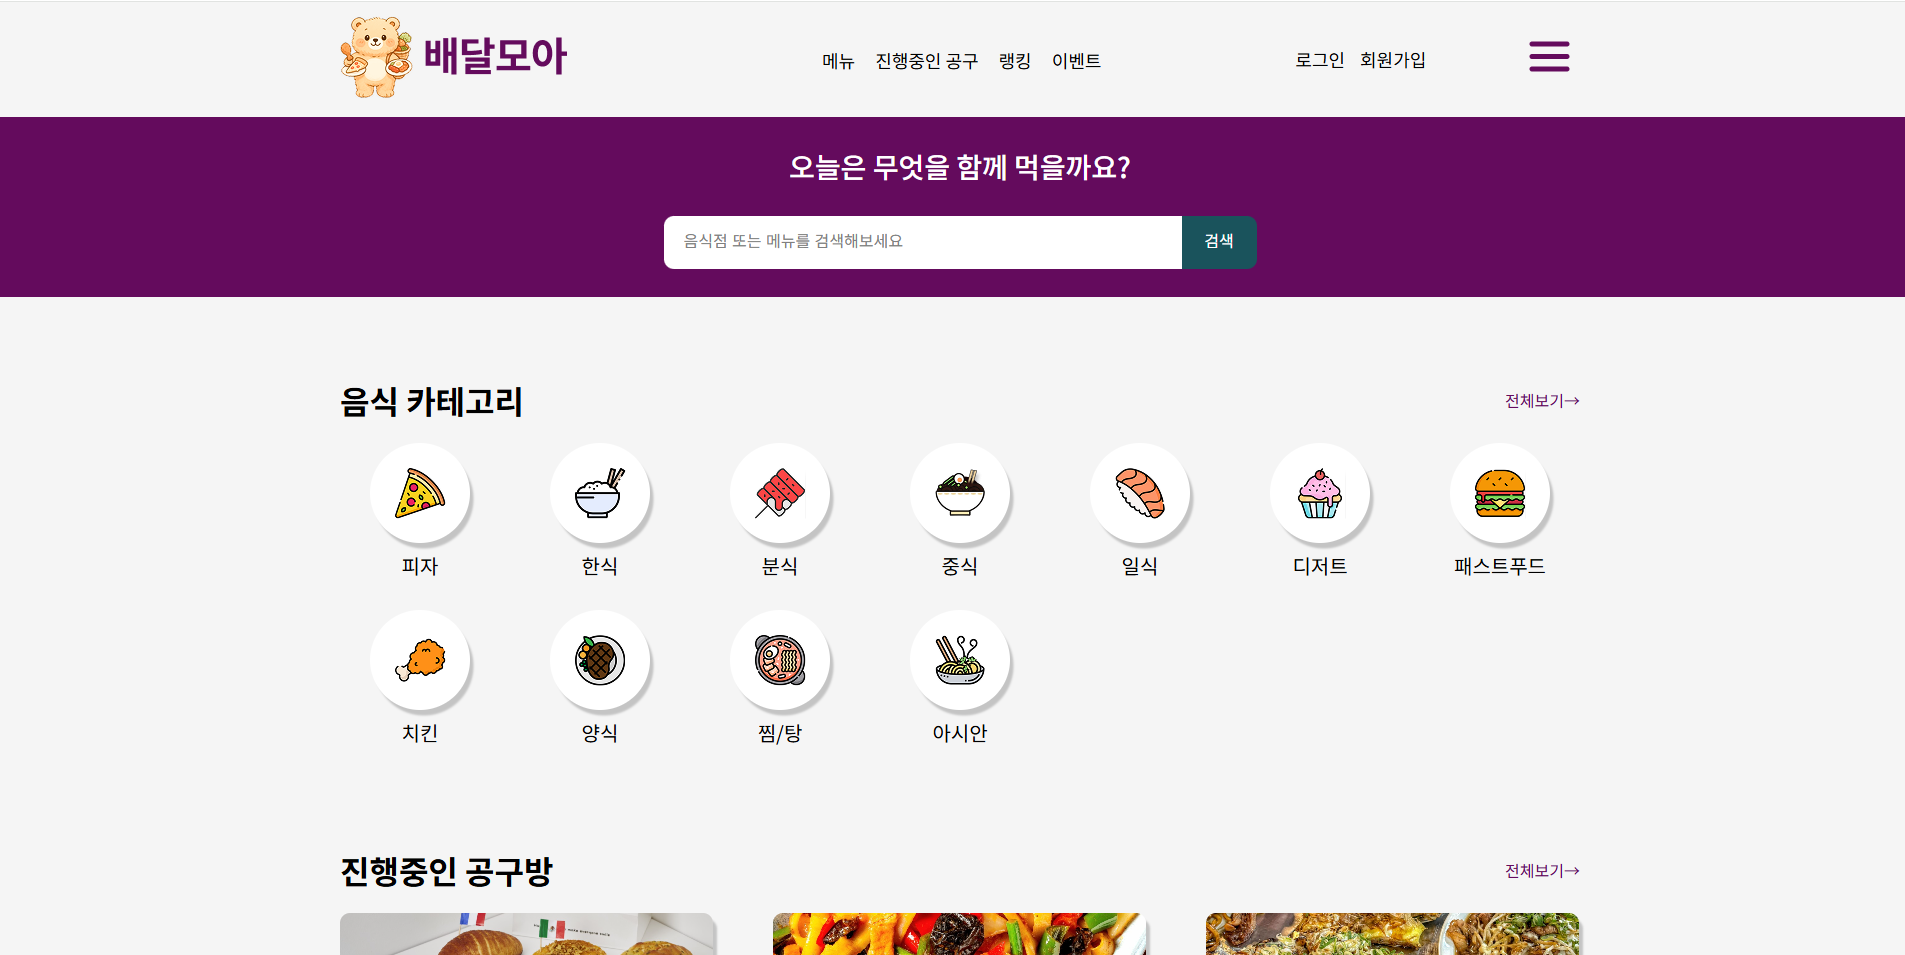 배달모아
메뉴 진행중인 공구 랭킹 이벤트
로그인 회원가입
오늘은 무엇을 함께 먹을까요?
음식점 또는 메뉴를 검색해보세요 검색
음식 카테고리 전체보기→
피자 한식 분식 중식 일식 디저트 패스트푸드
치킨 양식 찜/탕 아시안
진행중인 공구방 전체보기→